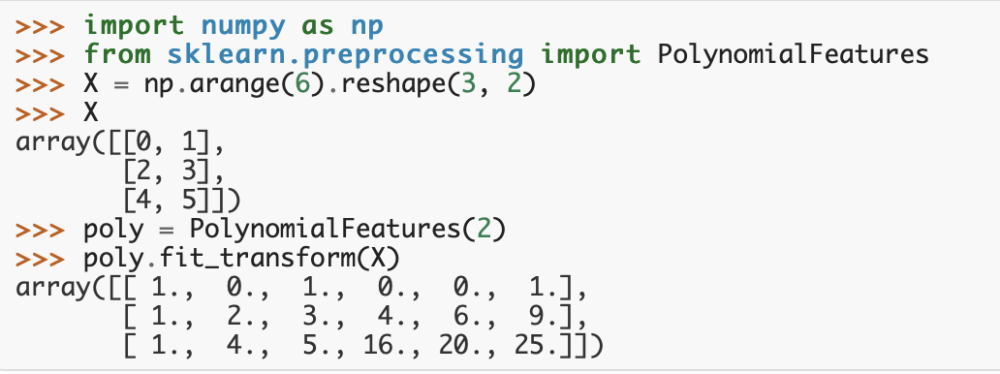 >>> import numpy as np
>>> from sklearn.preprocessing import PolynomialFeatures
>>> X = np.arange(6).reshape(3, 2)
>>> X
array([[0, 1],
       [2, 3],
       [4, 5]])
>>> poly = PolynomialFeatures(2)
>>> poly.fit_transform(X)
array([[ 1.,  0.,  1.,  0.,  0.,  1.],
       [ 1.,  2.,  3.,  4.,  6.,  9.],
       [ 1.,  4.,  5., 16., 20., 25.]])